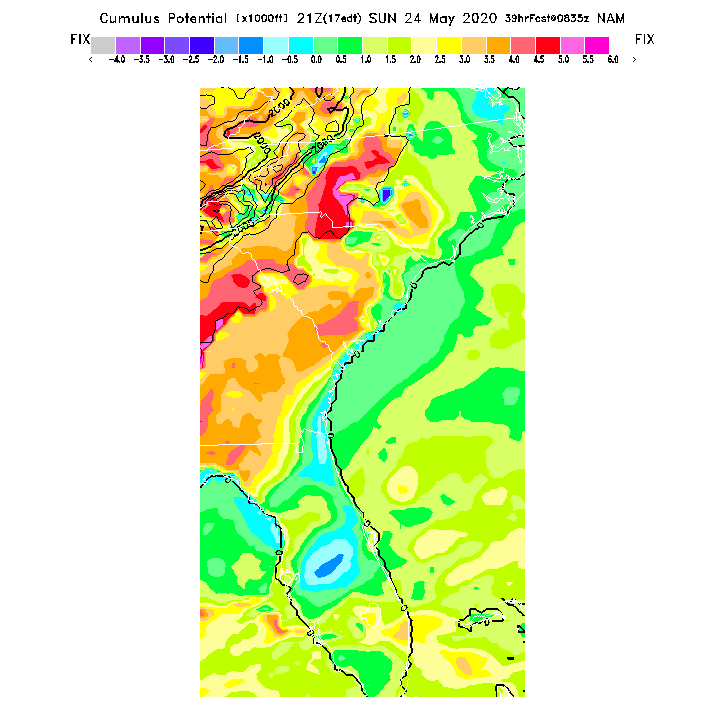 Cumulus Potential [x1000ft] 21Z(17edt) SUN 24 May 2020 39hrFcst@0835z NAM
FIX FIX
< -4.0 -3.5 -3.0 -2.5 -2.0 -1.5 -1.0 -0.5 0.0 0.5 1.0 1.5 2.0 2.5 3.0 3.5 4.0 4.5 5.0 5.5 6.0 >
2000
2000